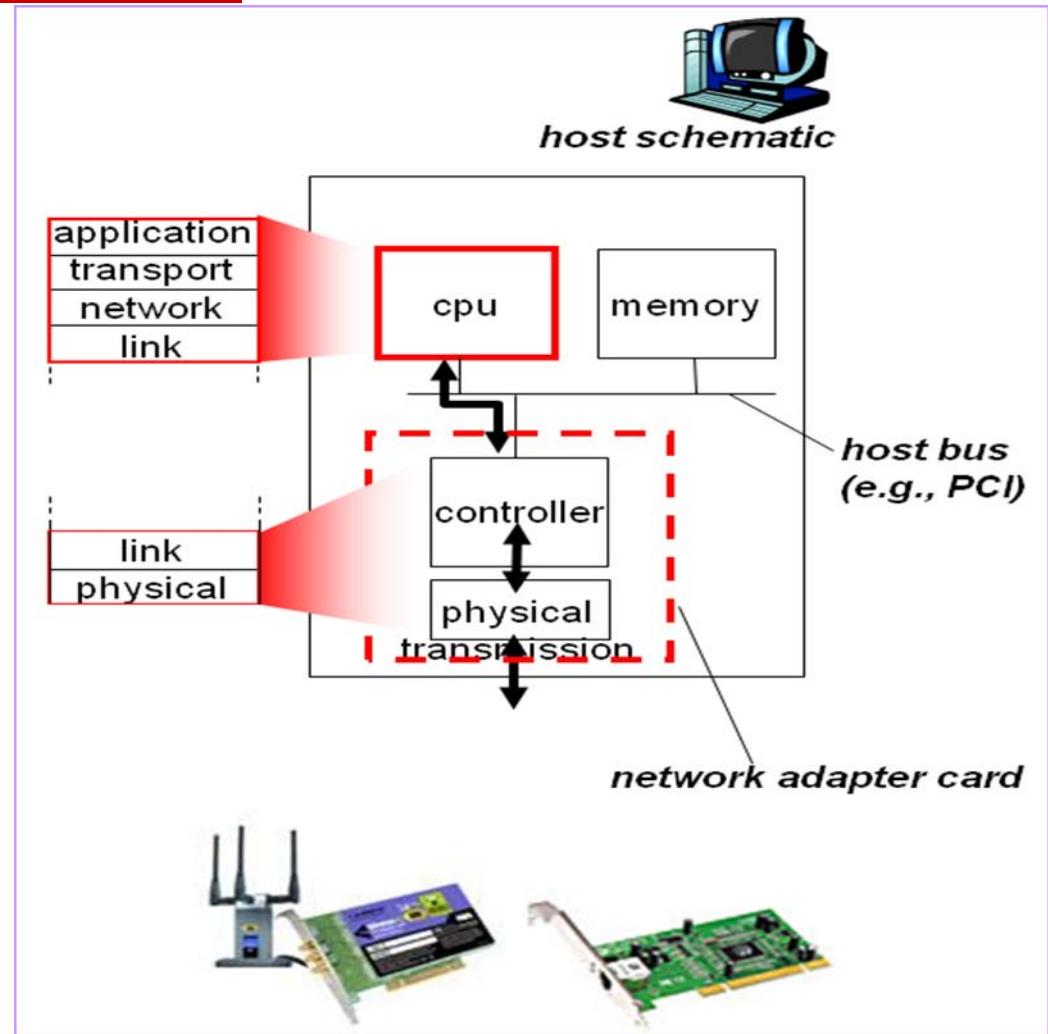 host schematic
application
transport
network
link
cpu
memory
host bus
(e.g., PCI)
controller
link
physical
physical
transmission
network adapter card